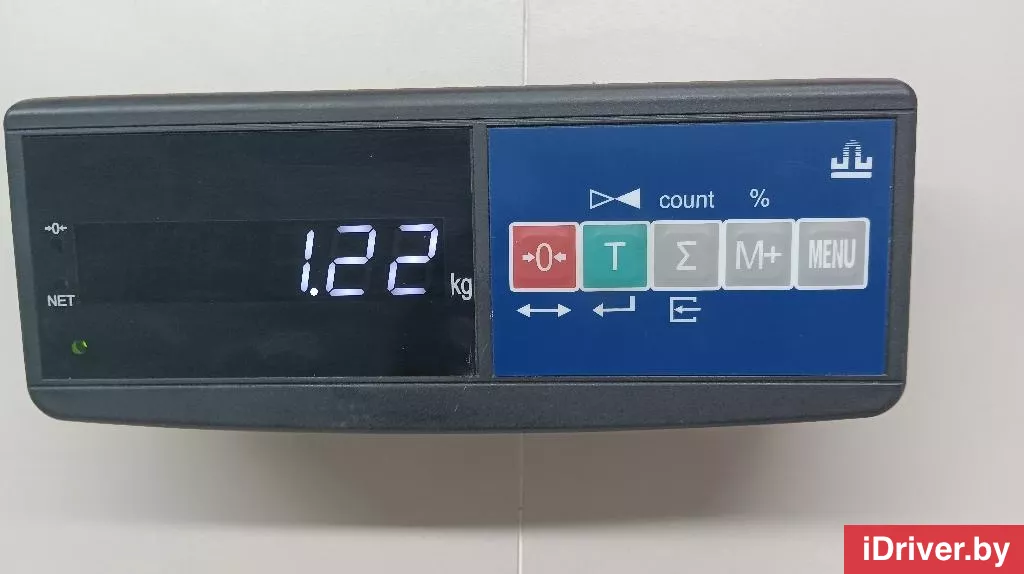 count %
→0←
1.22 kg
→0← T Σ M+ MENU
NET
iDriver.by